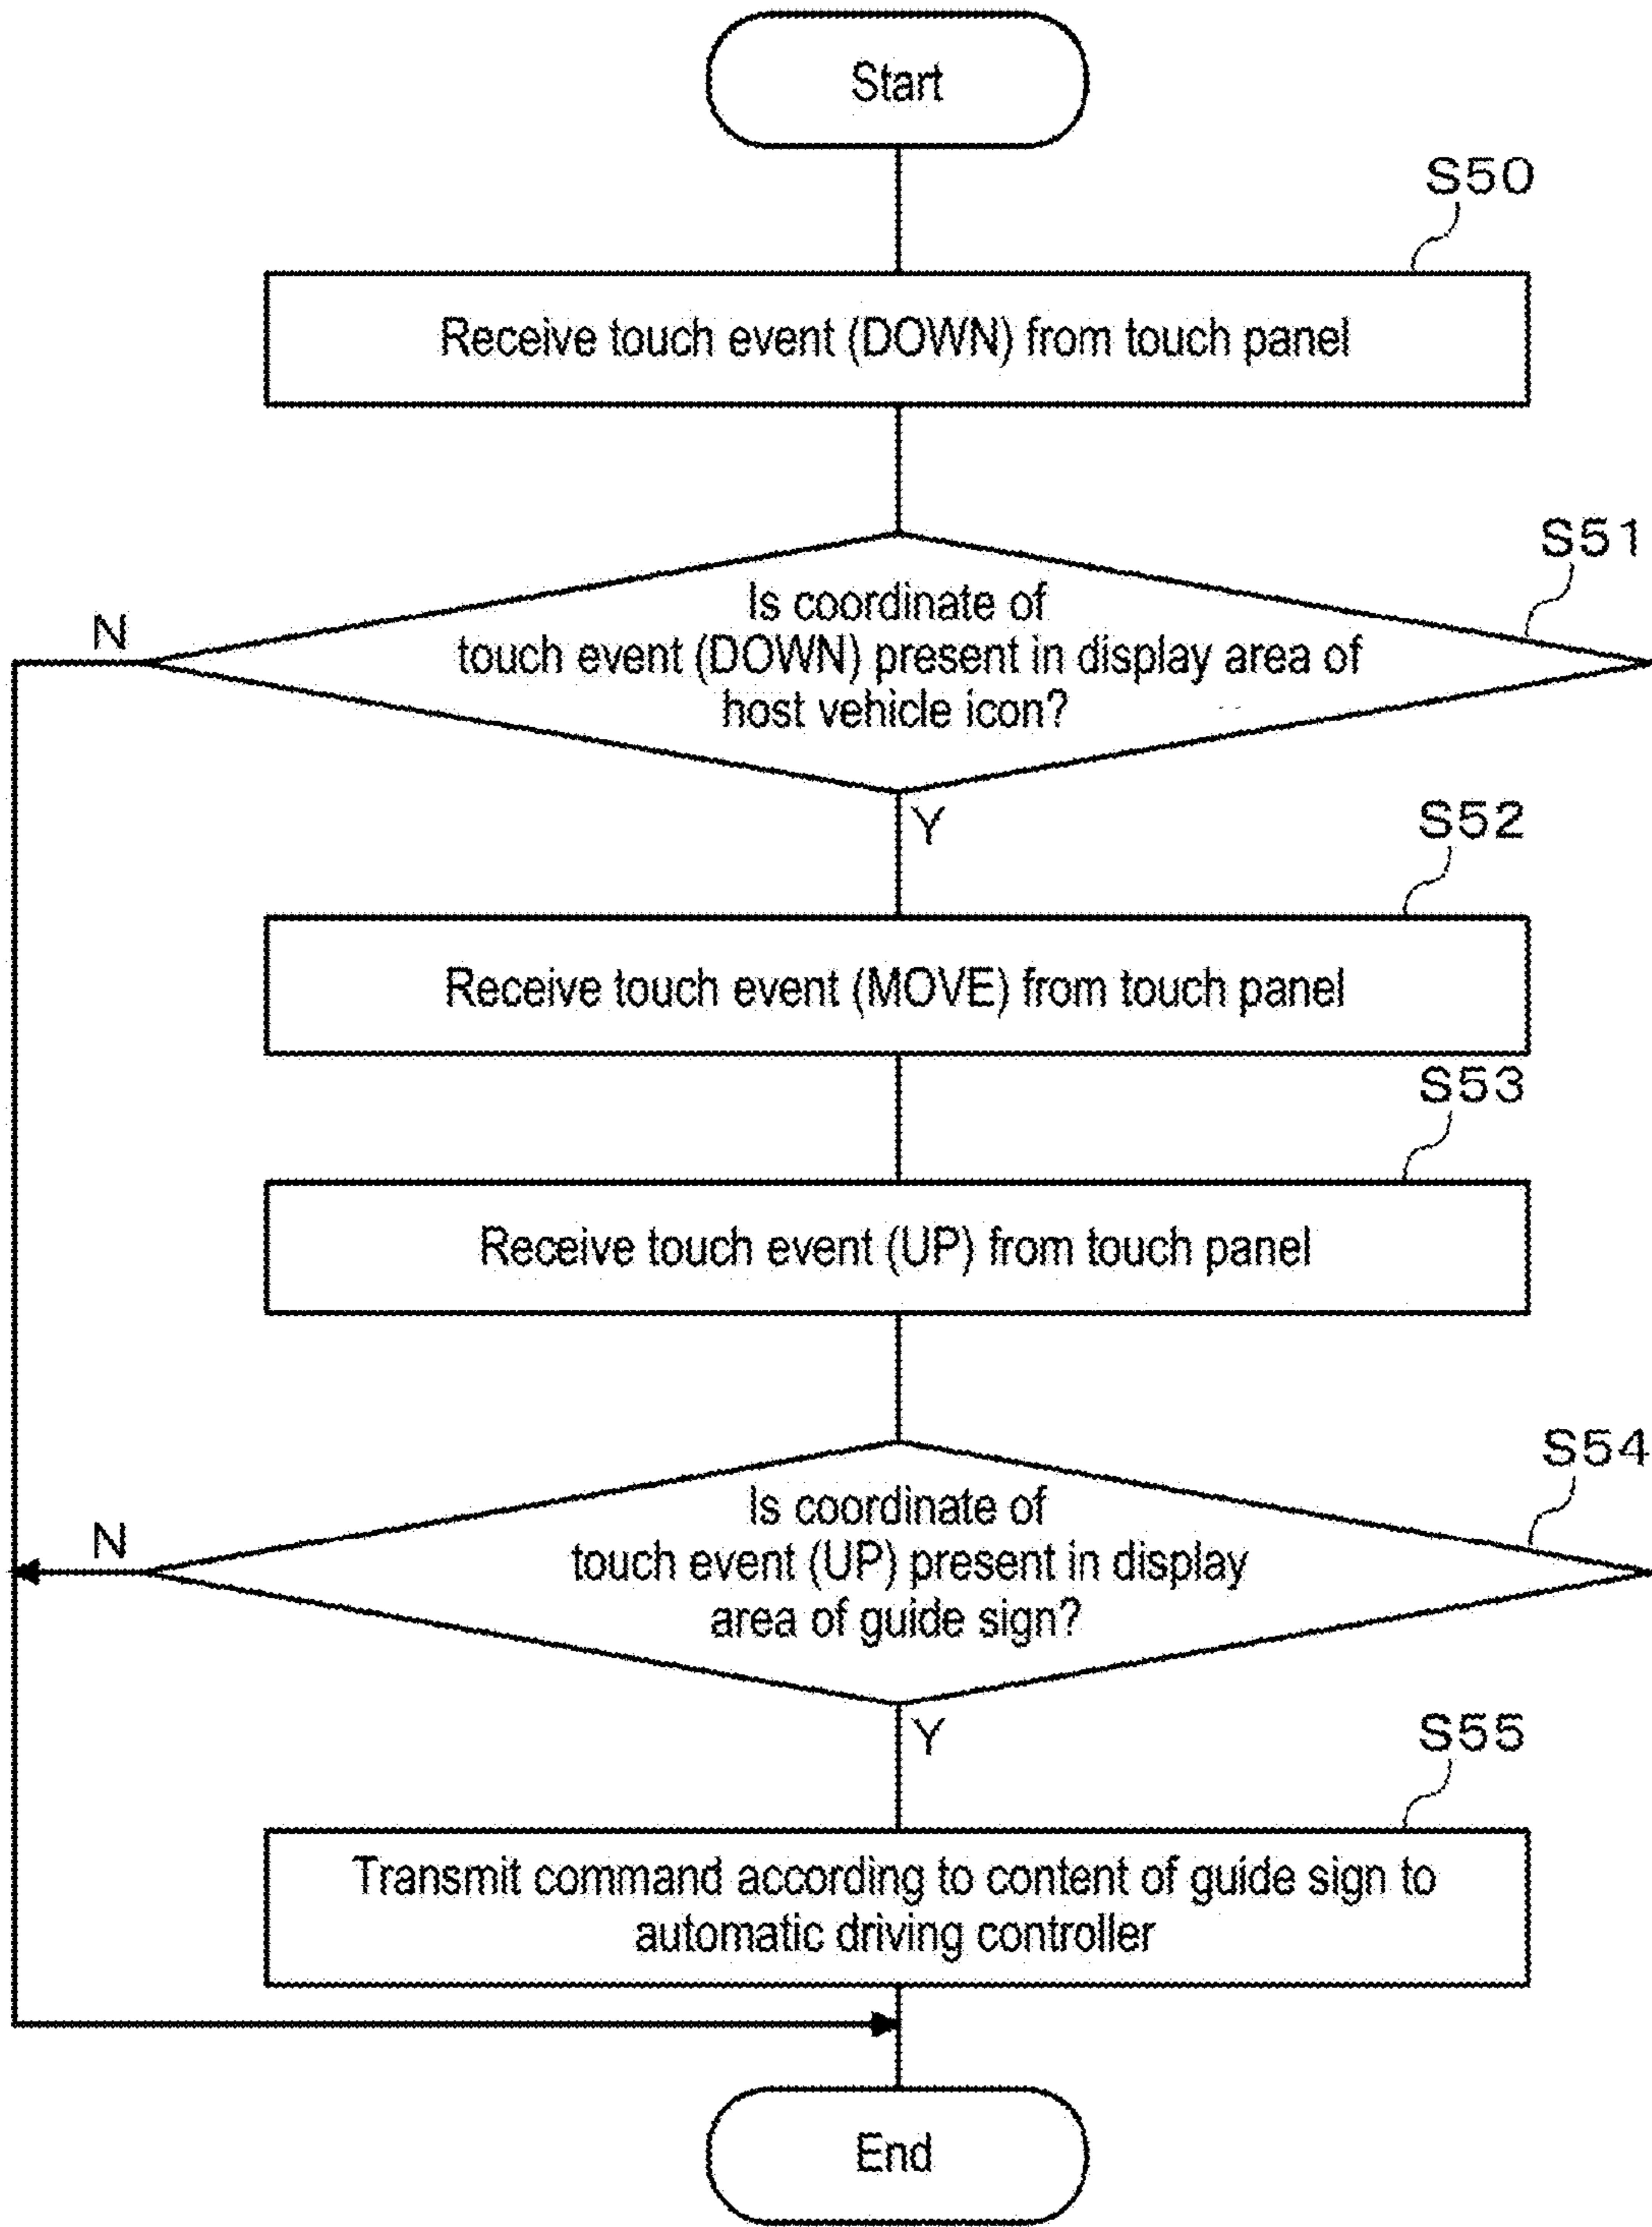 Start
S50
Receive touch event (DOWN) from touch panel
S51
Is coordinate of
touch event (DOWN) present in display area of
host vehicle icon?
N
Y
S52
Receive touch event (MOVE) from touch panel
S53
Receive touch event (UP) from touch panel
S54
Is coordinate of
touch event (UP) present in display
area of guide sign?
N
Y
S55
Transmit command according to content of guide sign to
automatic driving controller
End